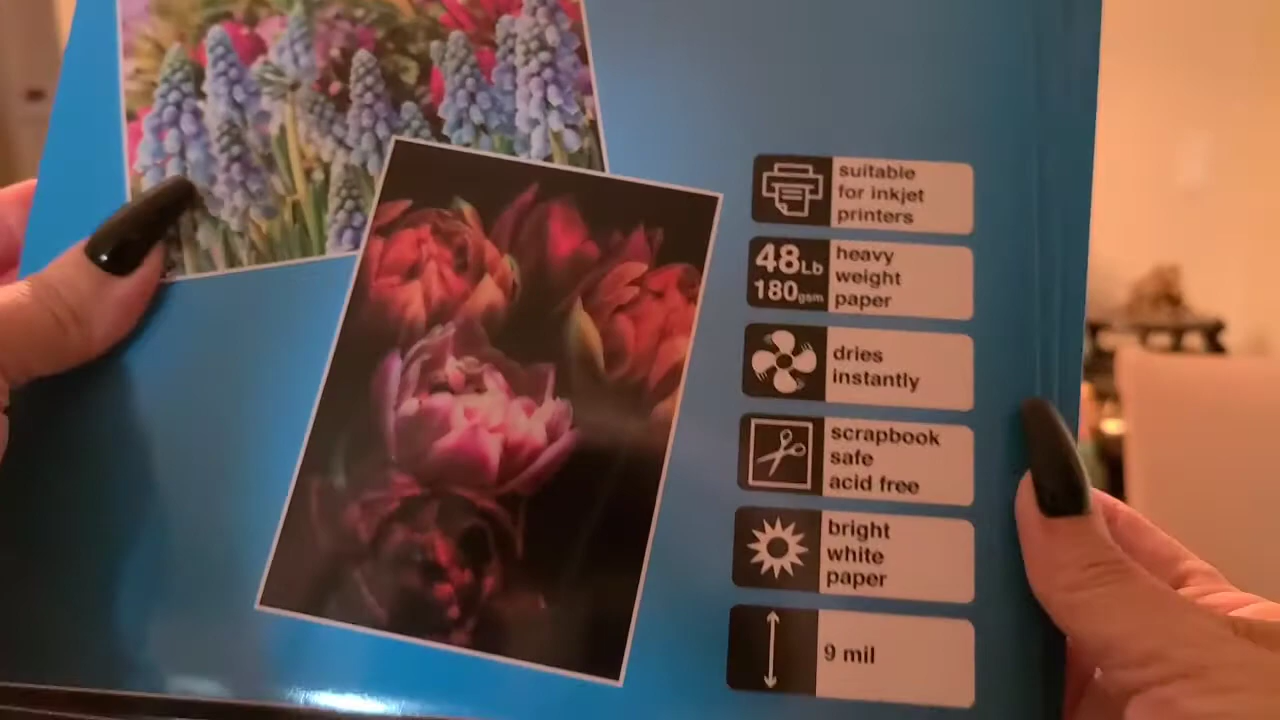 suitable
for inkjet
printers
48Lb
180gsm
heavy
weight
paper
dries
instantly
scrapbook
safe
acid free
bright
white
paper
9 mil